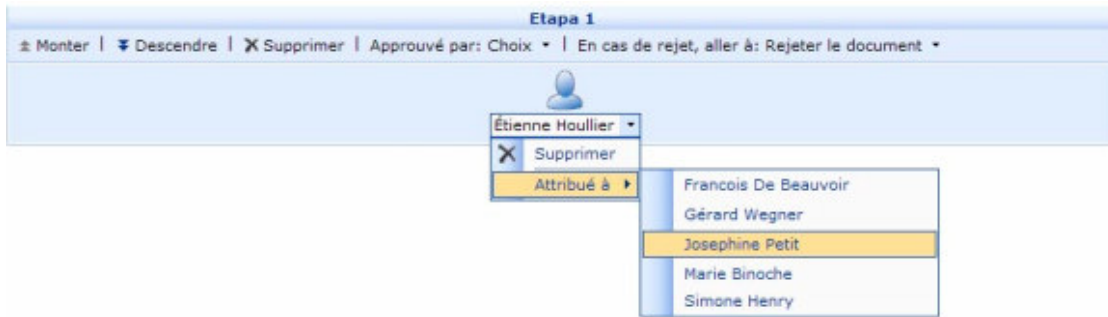 Etapa 1
Monter | Descendre | Supprimer | Approuvé par: Choix | En cas de rejet, aller à: Rejeter le document
Étienne Houllier
Supprimer
Attribué à
Francois De Beauvoir
Gérard Wegner
Josephine Petit
Marie Binoche
Simone Henry